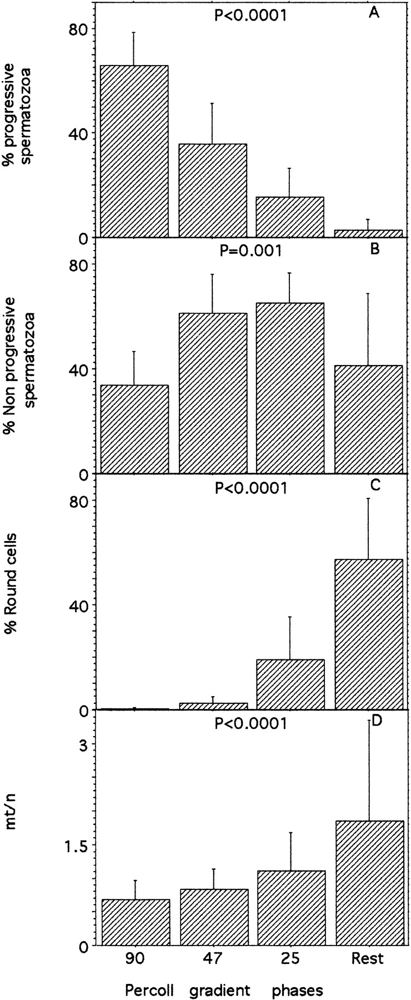 P<0.0001
A
80
40
0
% progressive
spermatozoa
P=0.001
B
80
40
0
% Non progressive
spermatozoa
P<0.0001
C
80
40
0
% Round cells
P<0.0001
D
3
1.5
0
mt/n
90 47 25 Rest
Percoll gradient phases